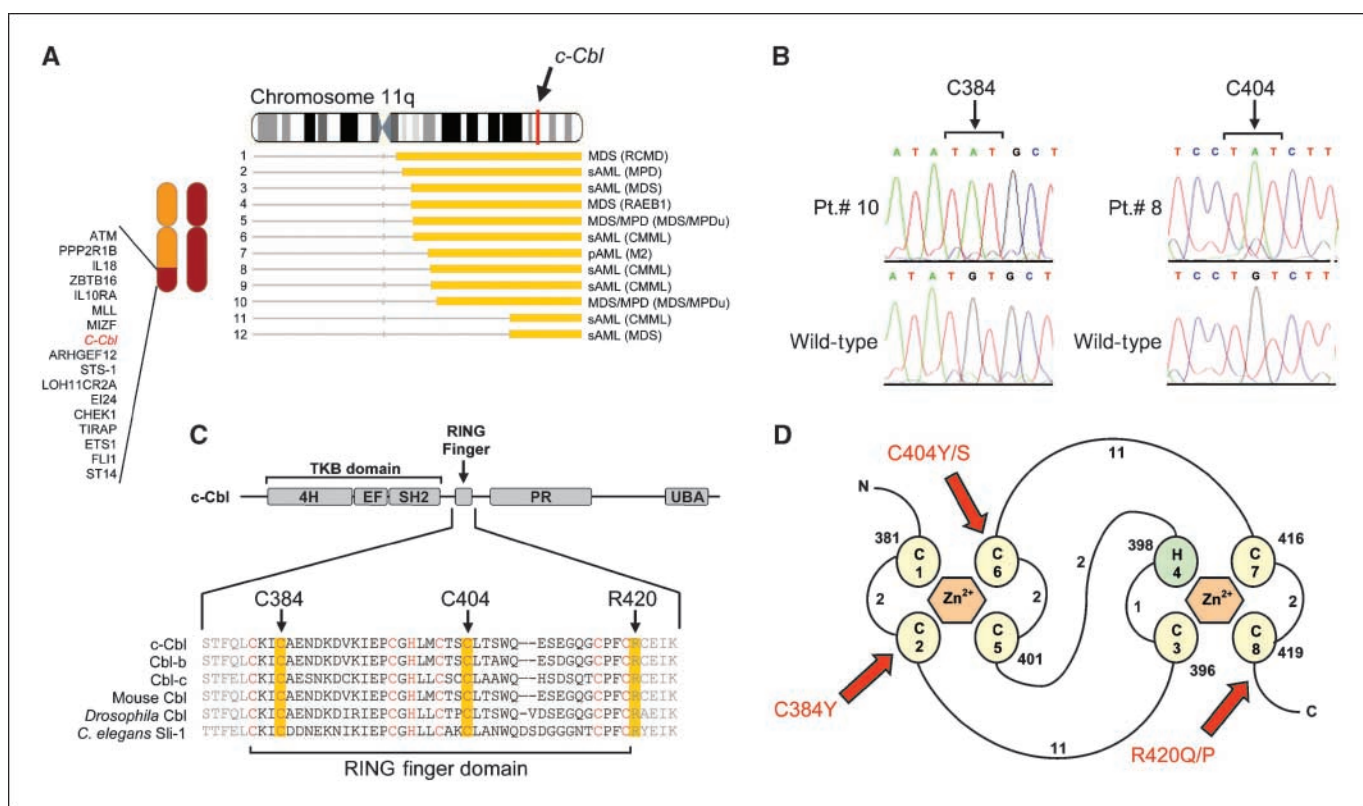 A
c-Cbl
Chromosome 11q
1 MDS (RCMD)
2 sAML (MPD)
3 sAML (MDS)
4 MDS (RAEB1)
5 MDS/MPD (MDS/MPDu)
6 sAML (CMML)
7 pAML (M2)
8 sAML (CMML)
9 sAML (CMML)
10 MDS/MPD (MDS/MPDu)
11 sAML (CMML)
12 sAML (MDS)
ATM
PPP2R1B
IL18
ZBTB16
IL10RA
MLL
MIZF
C-Cbl
ARHGEF12
STS-1
LOH11CR2A
EI24
CHEK1
TIRAP
ETS1
FLI1
ST14
B
C384 C404
A T A T A T G C T T C C T A T C T T
Pt.# 10 Pt.# 8
A T A T G T G C T T C C T G T C T T
Wild-type Wild-type
C
RING
Finger
TKB domain
c-Cbl 4H EF SH2 PR UBA
C384 C404 R420
c-Cbl STFQLCKICAENDKDVKIEPCGHLMCTSCLTSWQ--ESEGQGCPFCRCEIK
Cbl-b STFQLCKICAENDKDVKIEPCGHLMCTSCLTAWQ--ESDGQGCPFCRCEIK
Cbl-c STFELCKICAESNKDVKIEPCGHLLCSCCLAAWQ--HSDSQTCPFCRCEIK
Mouse Cbl STFQLCKICAENDKDVKIEPCGHLMCTSCLTSWQ--ESEGQGCPFCRCEIK
Drosophila Cbl STFQLCKICAENDKDIRIEPCGHLLCTPCLTSWQ-VDSEGQGCPFCRAEIK
C. elegans Sli-1 TTFELCKICDDNEKNIKIEPCGHLLCAKCLANWQDSDGGGNTCPFCRYEIK
RING finger domain
D
C404Y/S
11
N
381 C 1
C 6
398 H 4
C 7 416
2
Zn2+
2
2
1
Zn2+
2
C 2
C 5
401
C 3
396
C 8 419
C384Y
C
11
R420Q/P